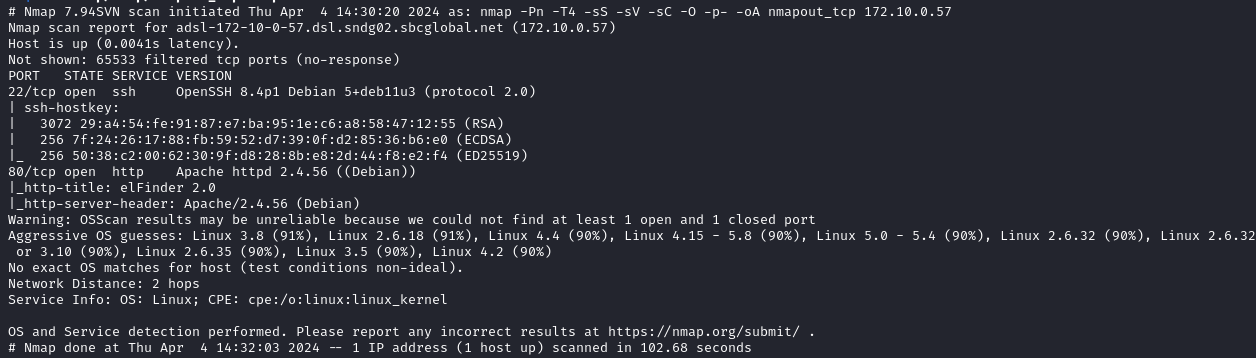 # Nmap 7.94SVN scan initiated Thu Apr  4 14:30:20 2024 as: nmap -Pn -T4 -sS -sV -sC -O -p- -oA nmapout_tcp 172.10.0.57
Nmap scan report for adsl-172-10-0-57.dsl.sndg02.sbcglobal.net (172.10.0.57)
Host is up (0.0041s latency).
Not shown: 65533 filtered tcp ports (no-response)
PORT   STATE SERVICE VERSION
22/tcp open  ssh     OpenSSH 8.4p1 Debian 5+deb11u3 (protocol 2.0)
| ssh-hostkey:
|   3072 29:a4:54:fe:91:87:e7:ba:95:1e:c6:a8:58:47:12:55 (RSA)
|   256 7f:24:26:17:88:fb:59:52:d7:39:0f:d2:85:36:b6:e0 (ECDSA)
|_  256 50:38:c2:00:62:30:9f:d8:28:8b:e8:2d:44:f8:e2:f4 (ED25519)
80/tcp open  http    Apache httpd 2.4.56 ((Debian))
|_http-title: elFinder 2.0
|_http-server-header: Apache/2.4.56 (Debian)
Warning: OSScan results may be unreliable because we could not find at least 1 open and 1 closed port
Aggressive OS guesses: Linux 3.8 (91%), Linux 2.6.18 (91%), Linux 4.4 (90%), Linux 4.15 - 5.8 (90%), Linux 5.0 - 5.4 (90%), Linux 2.6.32 (90%), Linux 2.6.32
 or 3.10 (90%), Linux 2.6.35 (90%), Linux 3.5 (90%), Linux 4.2 (90%)
No exact OS matches for host (test conditions non-ideal).
Network Distance: 2 hops
Service Info: OS: Linux; CPE: cpe:/o:linux:linux_kernel

OS and Service detection performed. Please report any incorrect results at https://nmap.org/submit/ .
# Nmap done at Thu Apr  4 14:32:03 2024 -- 1 IP address (1 host up) scanned in 102.68 seconds